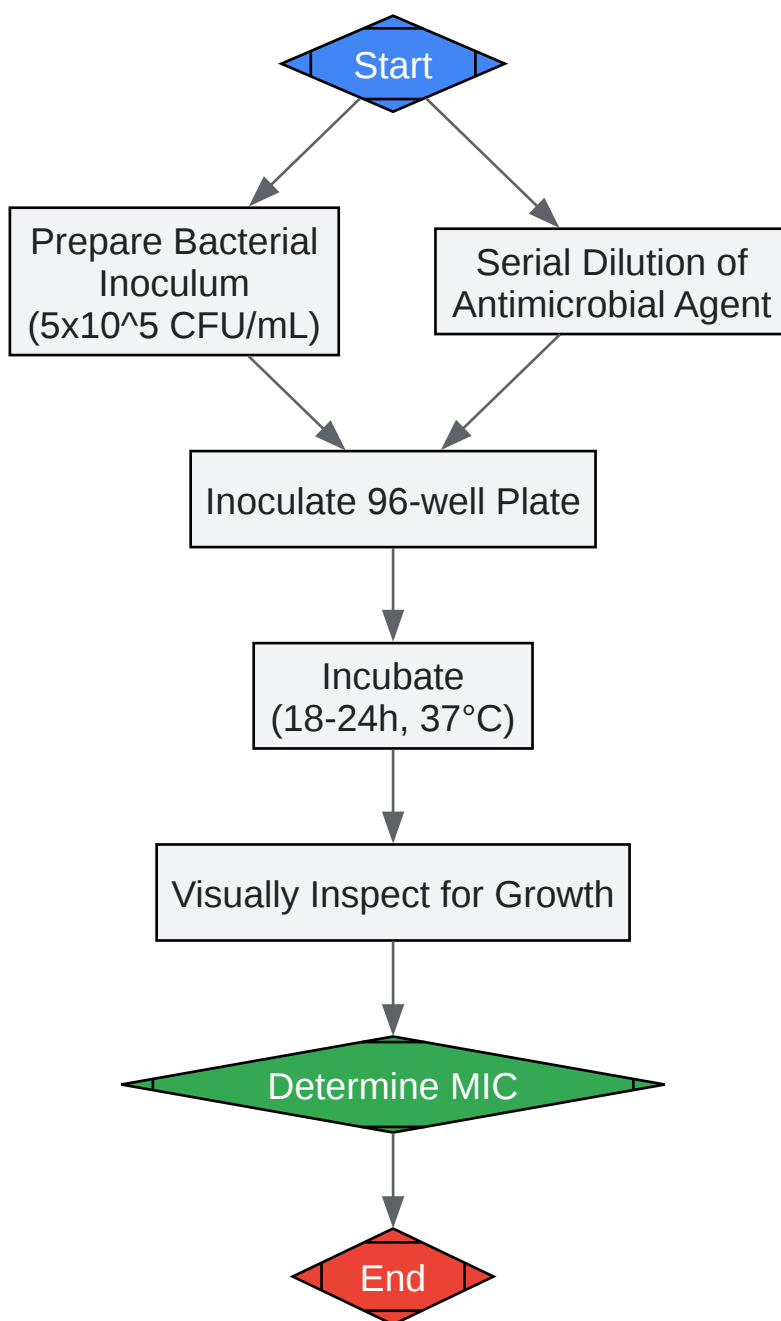 Start
Prepare Bacterial
Inoculum
(5x10^5 CFU/mL)
Serial Dilution of
Antimicrobial Agent
Inoculate 96-well Plate
Incubate
(18-24h, 37°C)
Visually Inspect for Growth
Determine MIC
End